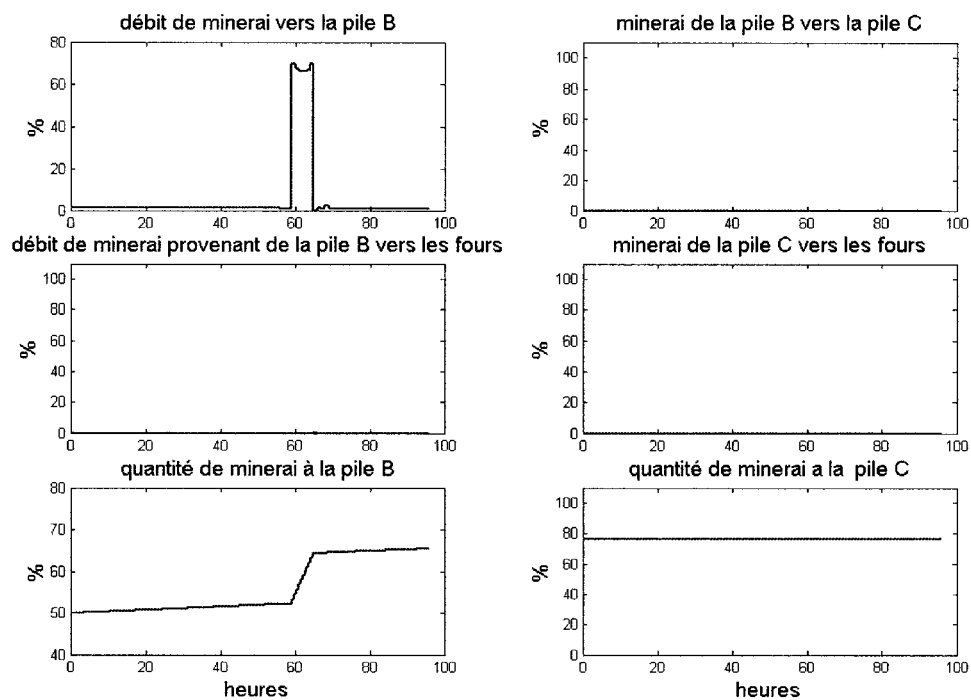 débit de minerai vers la pile B
80
60
40
20
0
%
0 20 40 60 80 100
minerai de la pile B vers la pile C
100
80
60
40
20
0
%
0 20 40 60 80 100
débit de minerai provenant de la pile B vers les fours
100
80
60
40
20
0
%
0 20 40 60 80 100
minerai de la pile C vers les fours
100
80
60
40
20
0
%
0 20 40 60 80 100
quantité de minerai à la pile B
80
70
60
50
40
%
0 20 40 60 80 100
heures
quantité de minerai a la pile C
100
80
60
40
20
0
%
0 20 40 60 80 100
heures